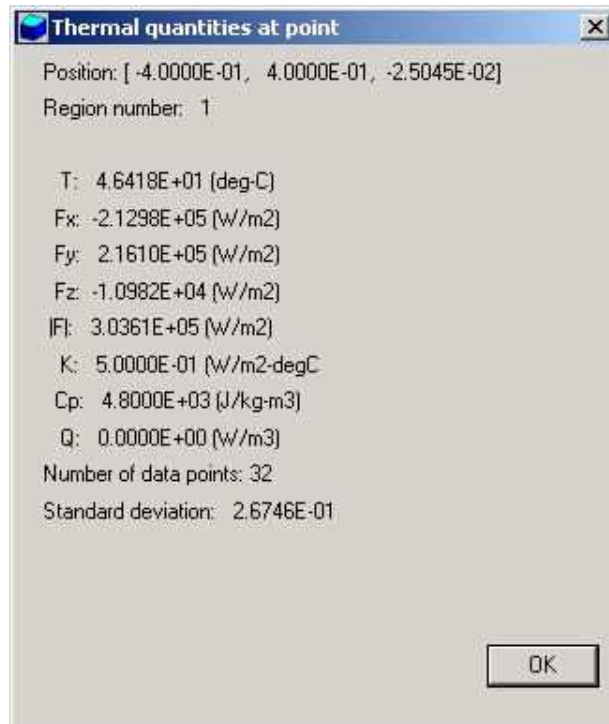 Thermal quantities at point
Position: [ -4.0000E-01, 4.0000E-01, -2.5045E-02]
Region number: 1
T: 4.6418E+01 (deg-C)
Fx: -2.1298E+05 (W/m2)
Fy: 2.1610E+05 (W/m2)
Fz: -1.0982E+04 (W/m2)
|F|: 3.0361E+05 (W/m2)
K: 5.0000E-01 (W/m2-degC
Cp: 4.8000E+03 (J/kg-m3)
Q: 0.0000E+00 (W/m3)
Number of data points: 32
Standard deviation: 2.6746E-01
OK